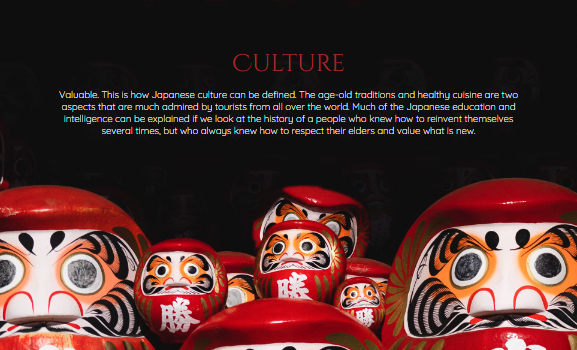 CULTURE
Valuable. This is how Japanese culture can be defined. The age-old traditions and healthy cuisine are two
aspects that are much admired by tourists from all over the world. Much of the Japanese education and
intelligence can be explained if we look at the history of a people who knew how to reinvent themselves
several times, but who always knew how to respect their elders and value what is new.
勝
勝
勝